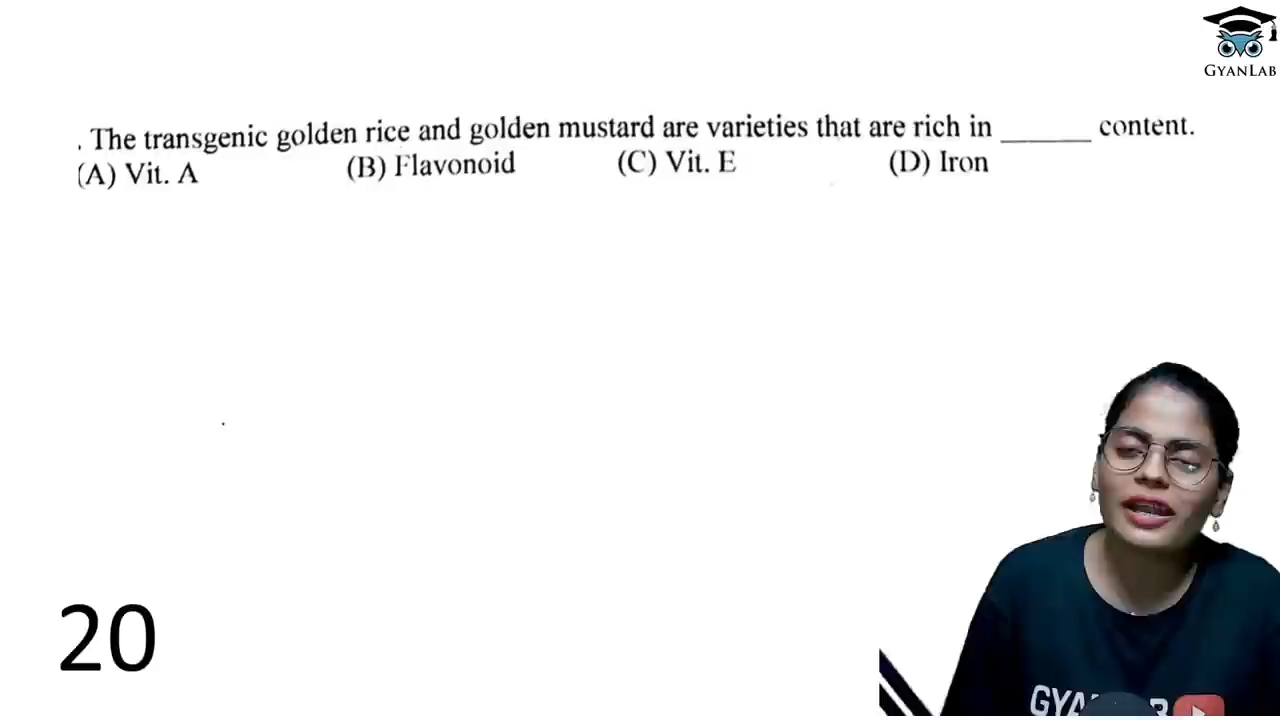 GYANLAB
. The transgenic golden rice and golden mustard are varieties that are rich in ______ content.
(A) Vit. A (B) Flavonoid (C) Vit. E (D) Iron
20